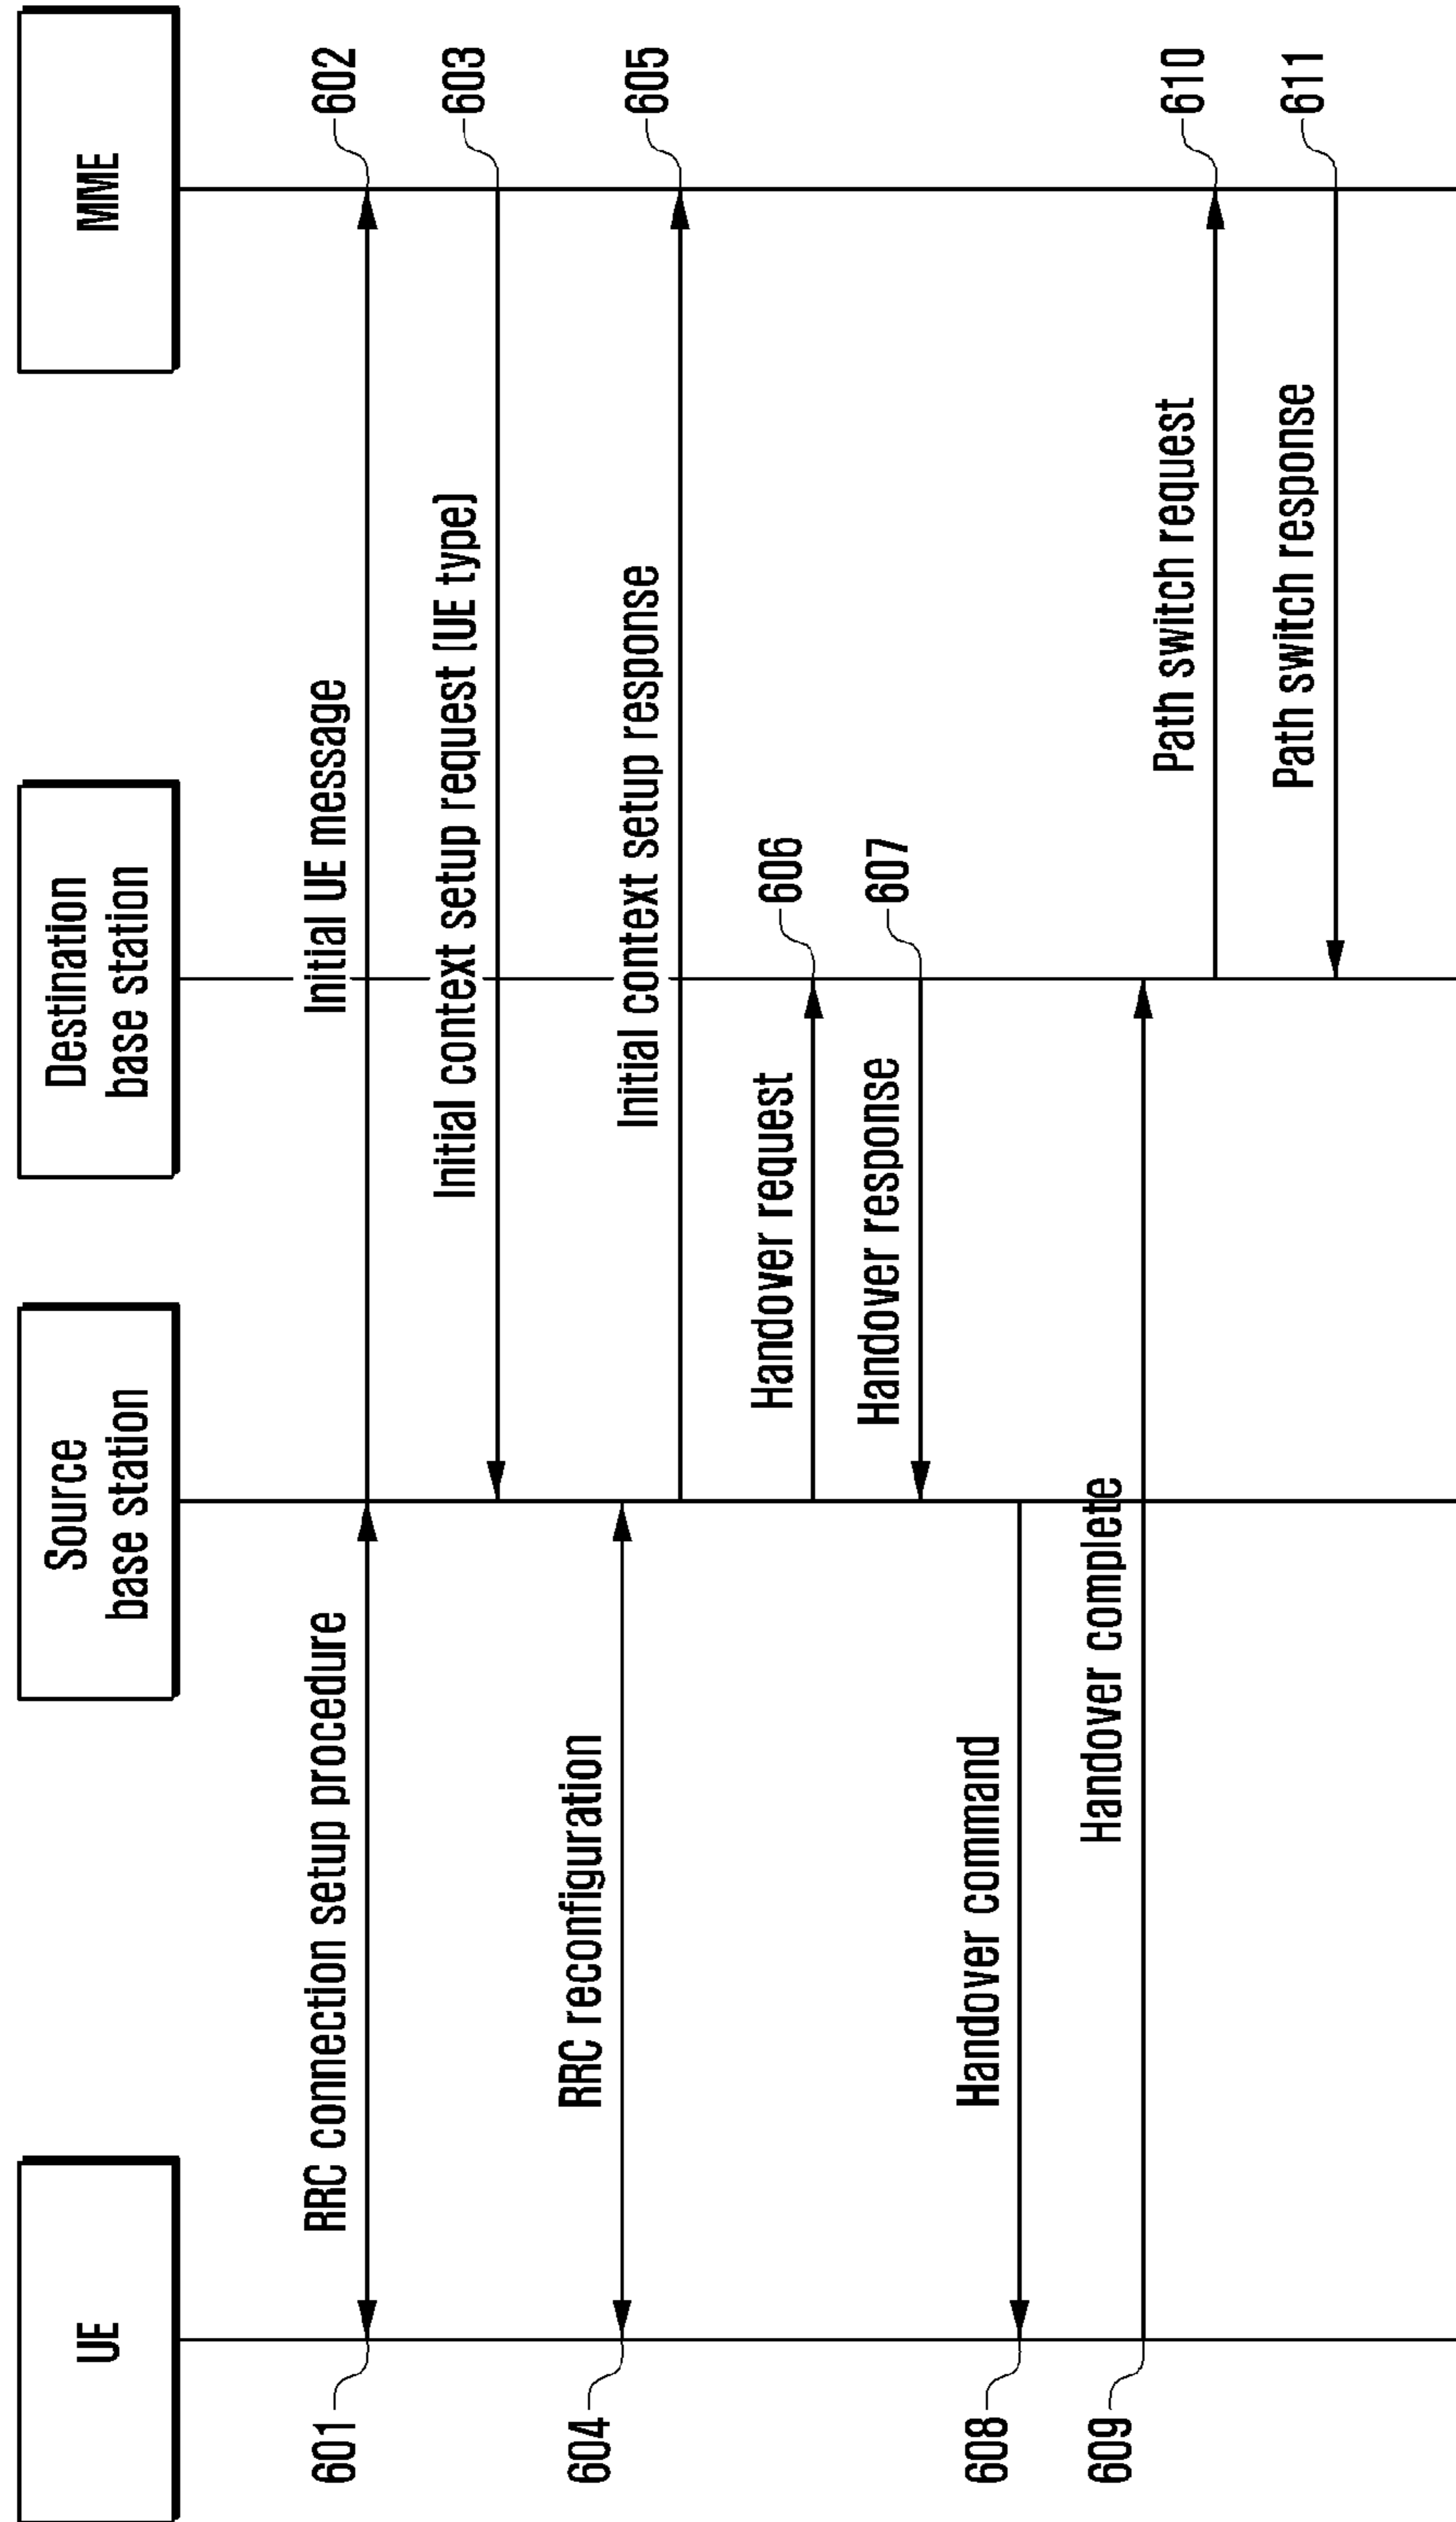 UE
Source
base station
Destination
base station
MME
601
RRC connection setup procedure
Initial UE message
602
Initial context setup request (UE type)
603
604
RRC reconfiguration
Initial context setup response
605
Handover request
606
Handover response
607
608
Handover command
609
Handover complete
Path switch request
610
Path switch response
611